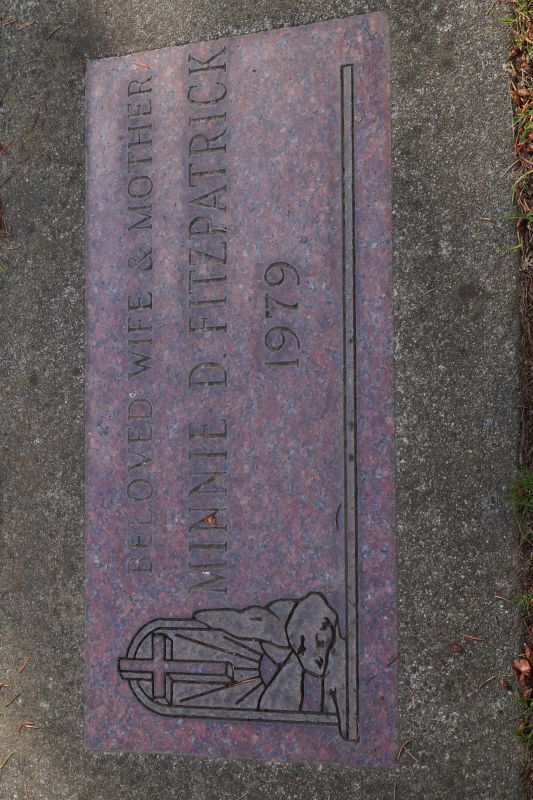 BELOVED WIFE & MOTHER
MINNIE D. FITZPATRICK
1979